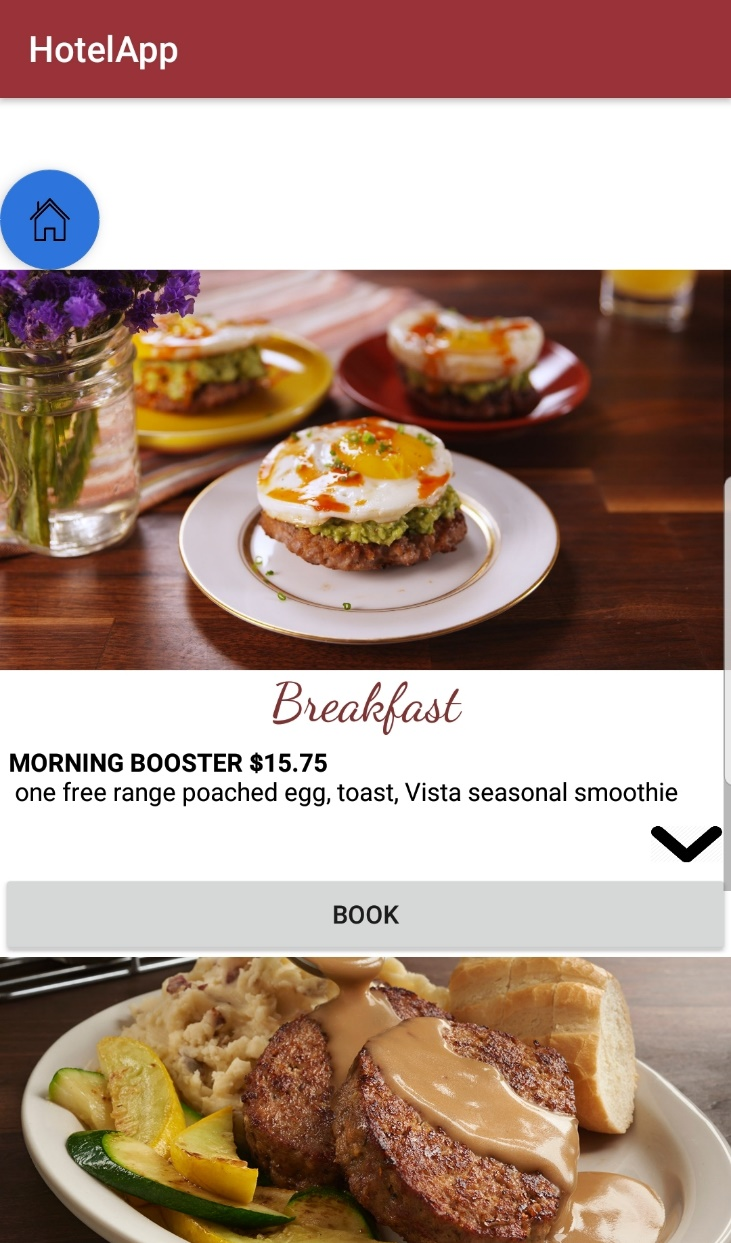 HotelApp
Breakfast
MORNING BOOSTER $15.75
one free range poached egg, toast, Vista seasonal smoothie
BOOK